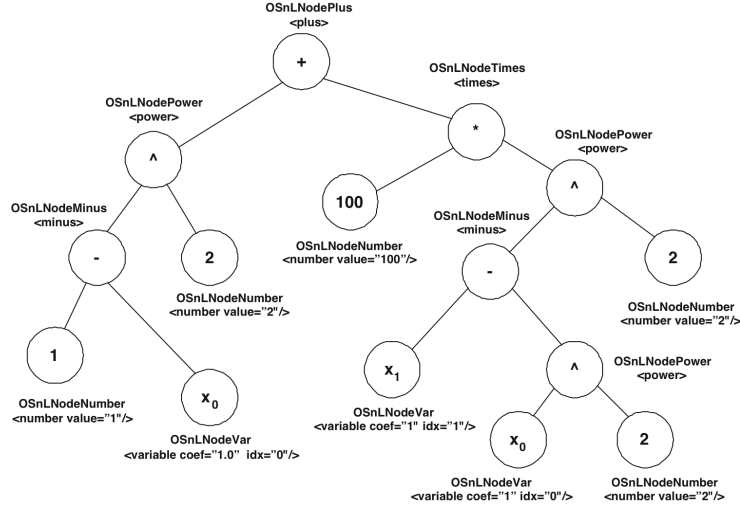 OSnLNodePlus
<plus>
+
OSnLNodeTimes
<times>
*
OSnLNodePower
<power>
^
OSnLNodePower
<power>
^
100
OSnLNodeNumber
<number value="100"/>
OSnLNodeMinus
<minus>
-
2
OSnLNodeNumber
<number value="2"/>
OSnLNodeMinus
<minus>
-
2
OSnLNodeNumber
<number value="2"/>
1
OSnLNodeNumber
<number value="1"/>
x0
OSnLNodeVar
<variable coef="1.0" idx="0"/>
x1
OSnLNodeVar
<variable coef="1" idx="1"/>
^
OSnLNodePower
<power>
x0
OSnLNodeVar
<variable coef="1" idx="0"/>
2
OSnLNodeNumber
<number value="2"/>